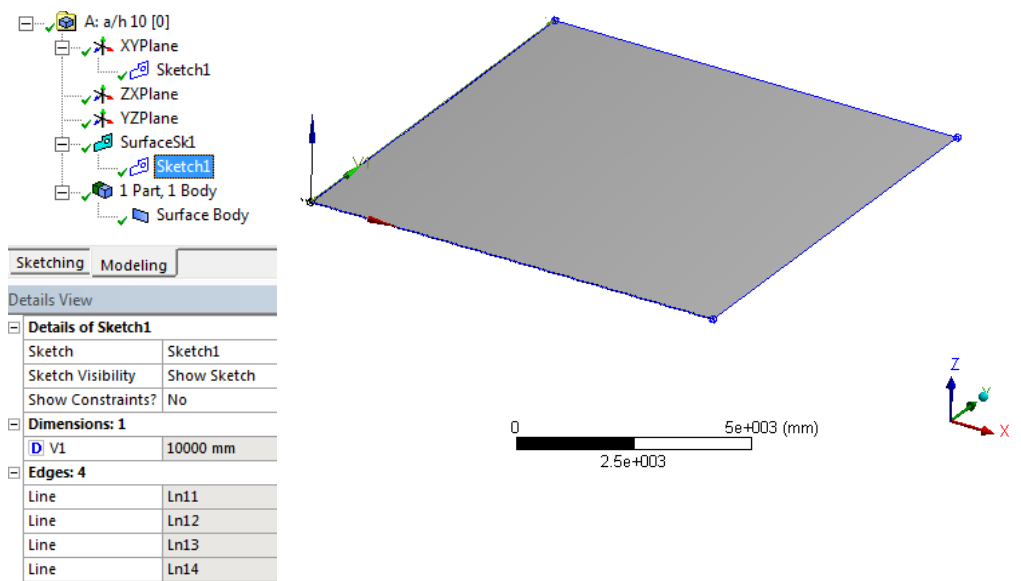 A: a/h 10 [0]
XYPlane
Sketch1
ZXPlane
YZPlane
SurfaceSk1
Sketch1
1 Part, 1 Body
Surface Body
Sketching Modeling
Details View
Details of Sketch1
Sketch Sketch1
Sketch Visibility Show Sketch
Show Constraints? No
Dimensions: 1
D V1 10000 mm
Edges: 4
Line Ln11
Line Ln12
Line Ln13
Line Ln14
0 5e+003 (mm)
2.5e+003
Z
Y
X